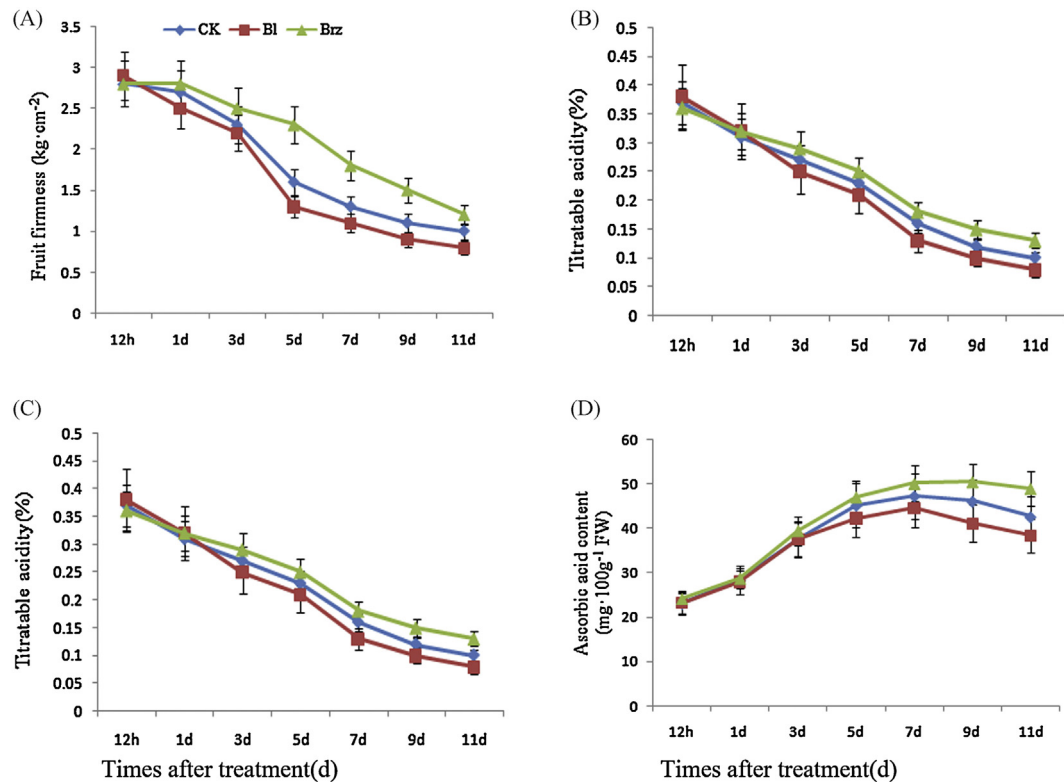 (A)
CK Bl Brz
Fruit firmness (kg·cm⁻²)
3.5
3
2.5
2
1.5
1
0.5
0
12h 1d 3d 5d 7d 9d 11d
(B)
Titratable acidity(%)
0.5
0.45
0.4
0.35
0.3
0.25
0.2
0.15
0.1
0.05
0
12h 1d 3d 5d 7d 9d 11d
(C)
Titratable acidity(%)
0.5
0.45
0.4
0.35
0.3
0.25
0.2
0.15
0.1
0.05
0
12h 1d 3d 5d 7d 9d 11d
Times after treatment(d)
(D)
Ascorbic acid content
(mg·100g⁻¹ FW)
60
50
40
30
20
10
0
12h 1d 3d 5d 7d 9d 11d
Times after treatment(d)